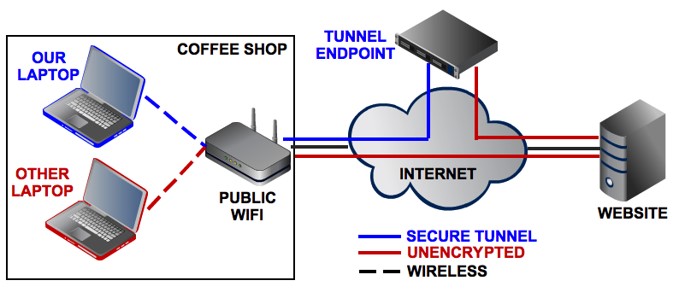 OUR
LAPTOP
COFFEE SHOP
TUNNEL
ENDPOINT
OTHER
LAPTOP
PUBLIC
WIFI
INTERNET
WEBSITE
SECURE TUNNEL
UNENCRYPTED
WIRELESS